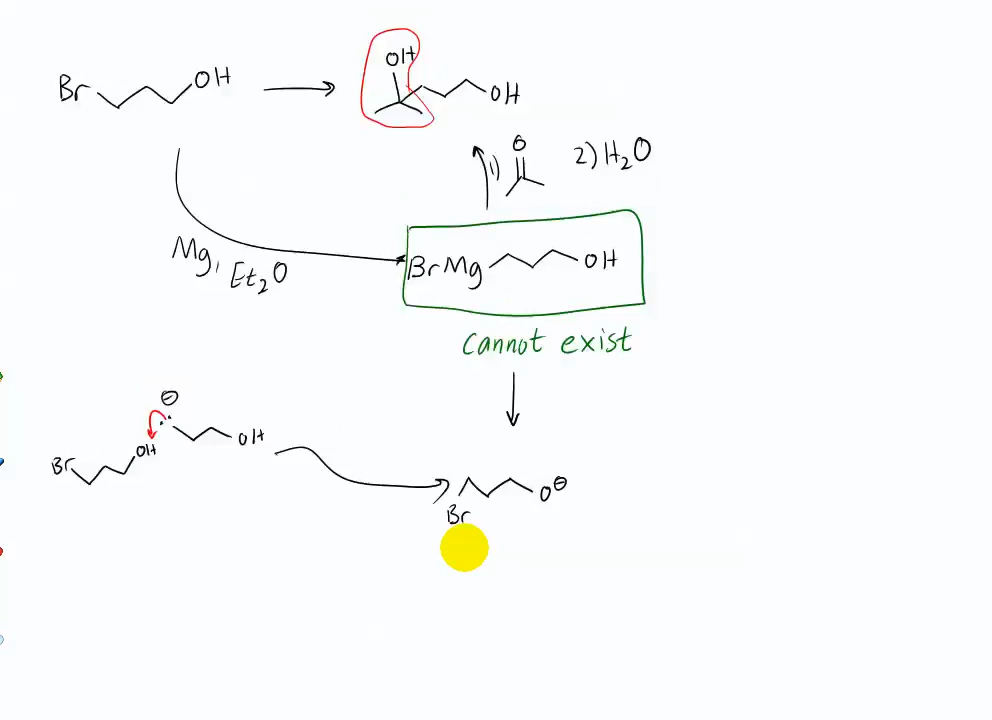 OH
Br OH
OH
1) O 2) H₂O
Mg, Et₂O
BrMg OH
cannot exist
⊖
OH
Br OH
O⊖
Br